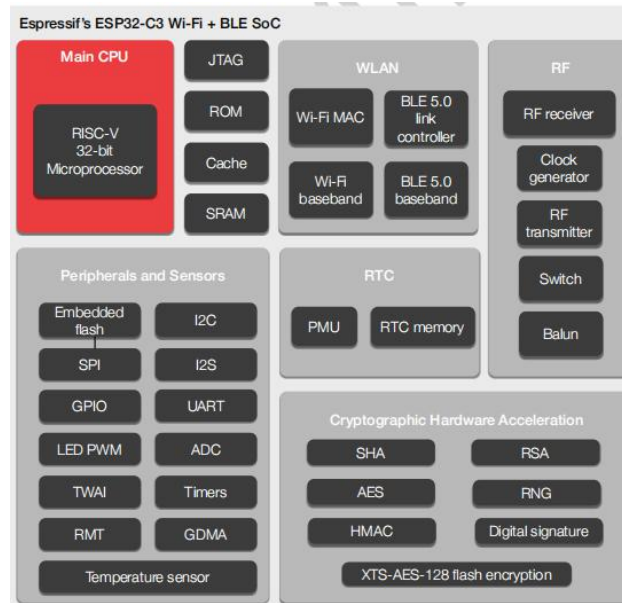 Espressif's ESP32-C3 Wi-Fi + BLE SoC
Main CPU
RISC-V
32-bit
Microprocessor
JTAG
ROM
Cache
SRAM
WLAN
Wi-Fi MAC
BLE 5.0
link
controller
Wi-Fi
baseband
BLE 5.0
baseband
RF
RF receiver
Clock
generator
RF
transmitter
Switch
Balun
Peripherals and Sensors
Embedded
flash
I2C
SPI
I2S
GPIO
UART
LED PWM
ADC
TWAI
Timers
RMT
GDMA
Temperature sensor
RTC
PMU
RTC memory
Cryptographic Hardware Acceleration
SHA
RSA
AES
RNG
HMAC
Digital signature
XTS-AES-128 flash encryption